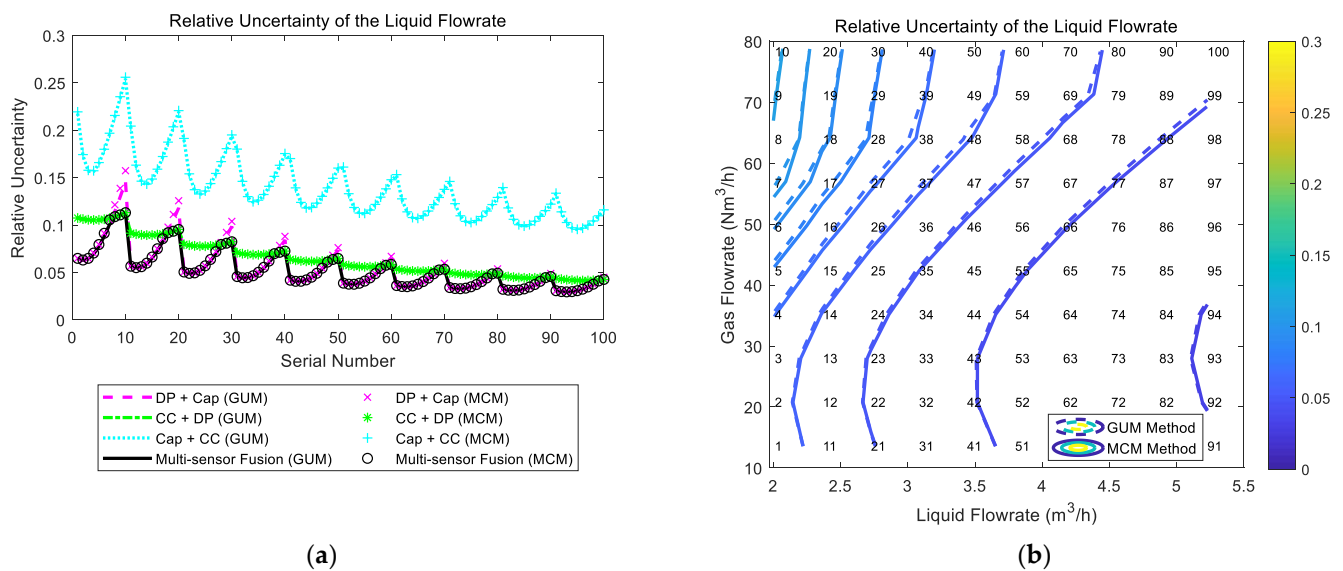 Relative Uncertainty of the Liquid Flowrate
0.3
0.25
0.2
0.15
0.1
0.05
0
Relative Uncertainty
0 10 20 30 40 50 60 70 80 90 100
Serial Number
DP + Cap (GUM) DP + Cap (MCM)
CC + DP (GUM) CC + DP (MCM)
Cap + CC (GUM) Cap + CC (MCM)
Multi-sensor Fusion (GUM) Multi-sensor Fusion (MCM)
(a)
Relative Uncertainty of the Liquid Flowrate
80
70
60
50
40
30
20
10
Gas Flowrate (Nm³/h)
10 20 30 40 50 60 70 80 90 100
9 19 29 39 49 59 69 79 89 99
8 18 28 38 48 58 68 78 88 98
7 17 27 37 47 57 67 77 87 97
6 16 26 36 46 56 66 76 86 96
5 15 25 35 45 55 65 75 85 95
4 14 24 34 44 54 64 74 84 94
3 13 23 33 43 53 63 73 83 93
2 12 22 32 42 52 62 72 82 92
1 11 21 31 41 51 91
GUM Method
MCM Method
2 2.5 3 3.5 4 4.5 5 5.5
Liquid Flowrate (m³/h)
0.3
0.25
0.2
0.15
0.1
0.05
0
(b)